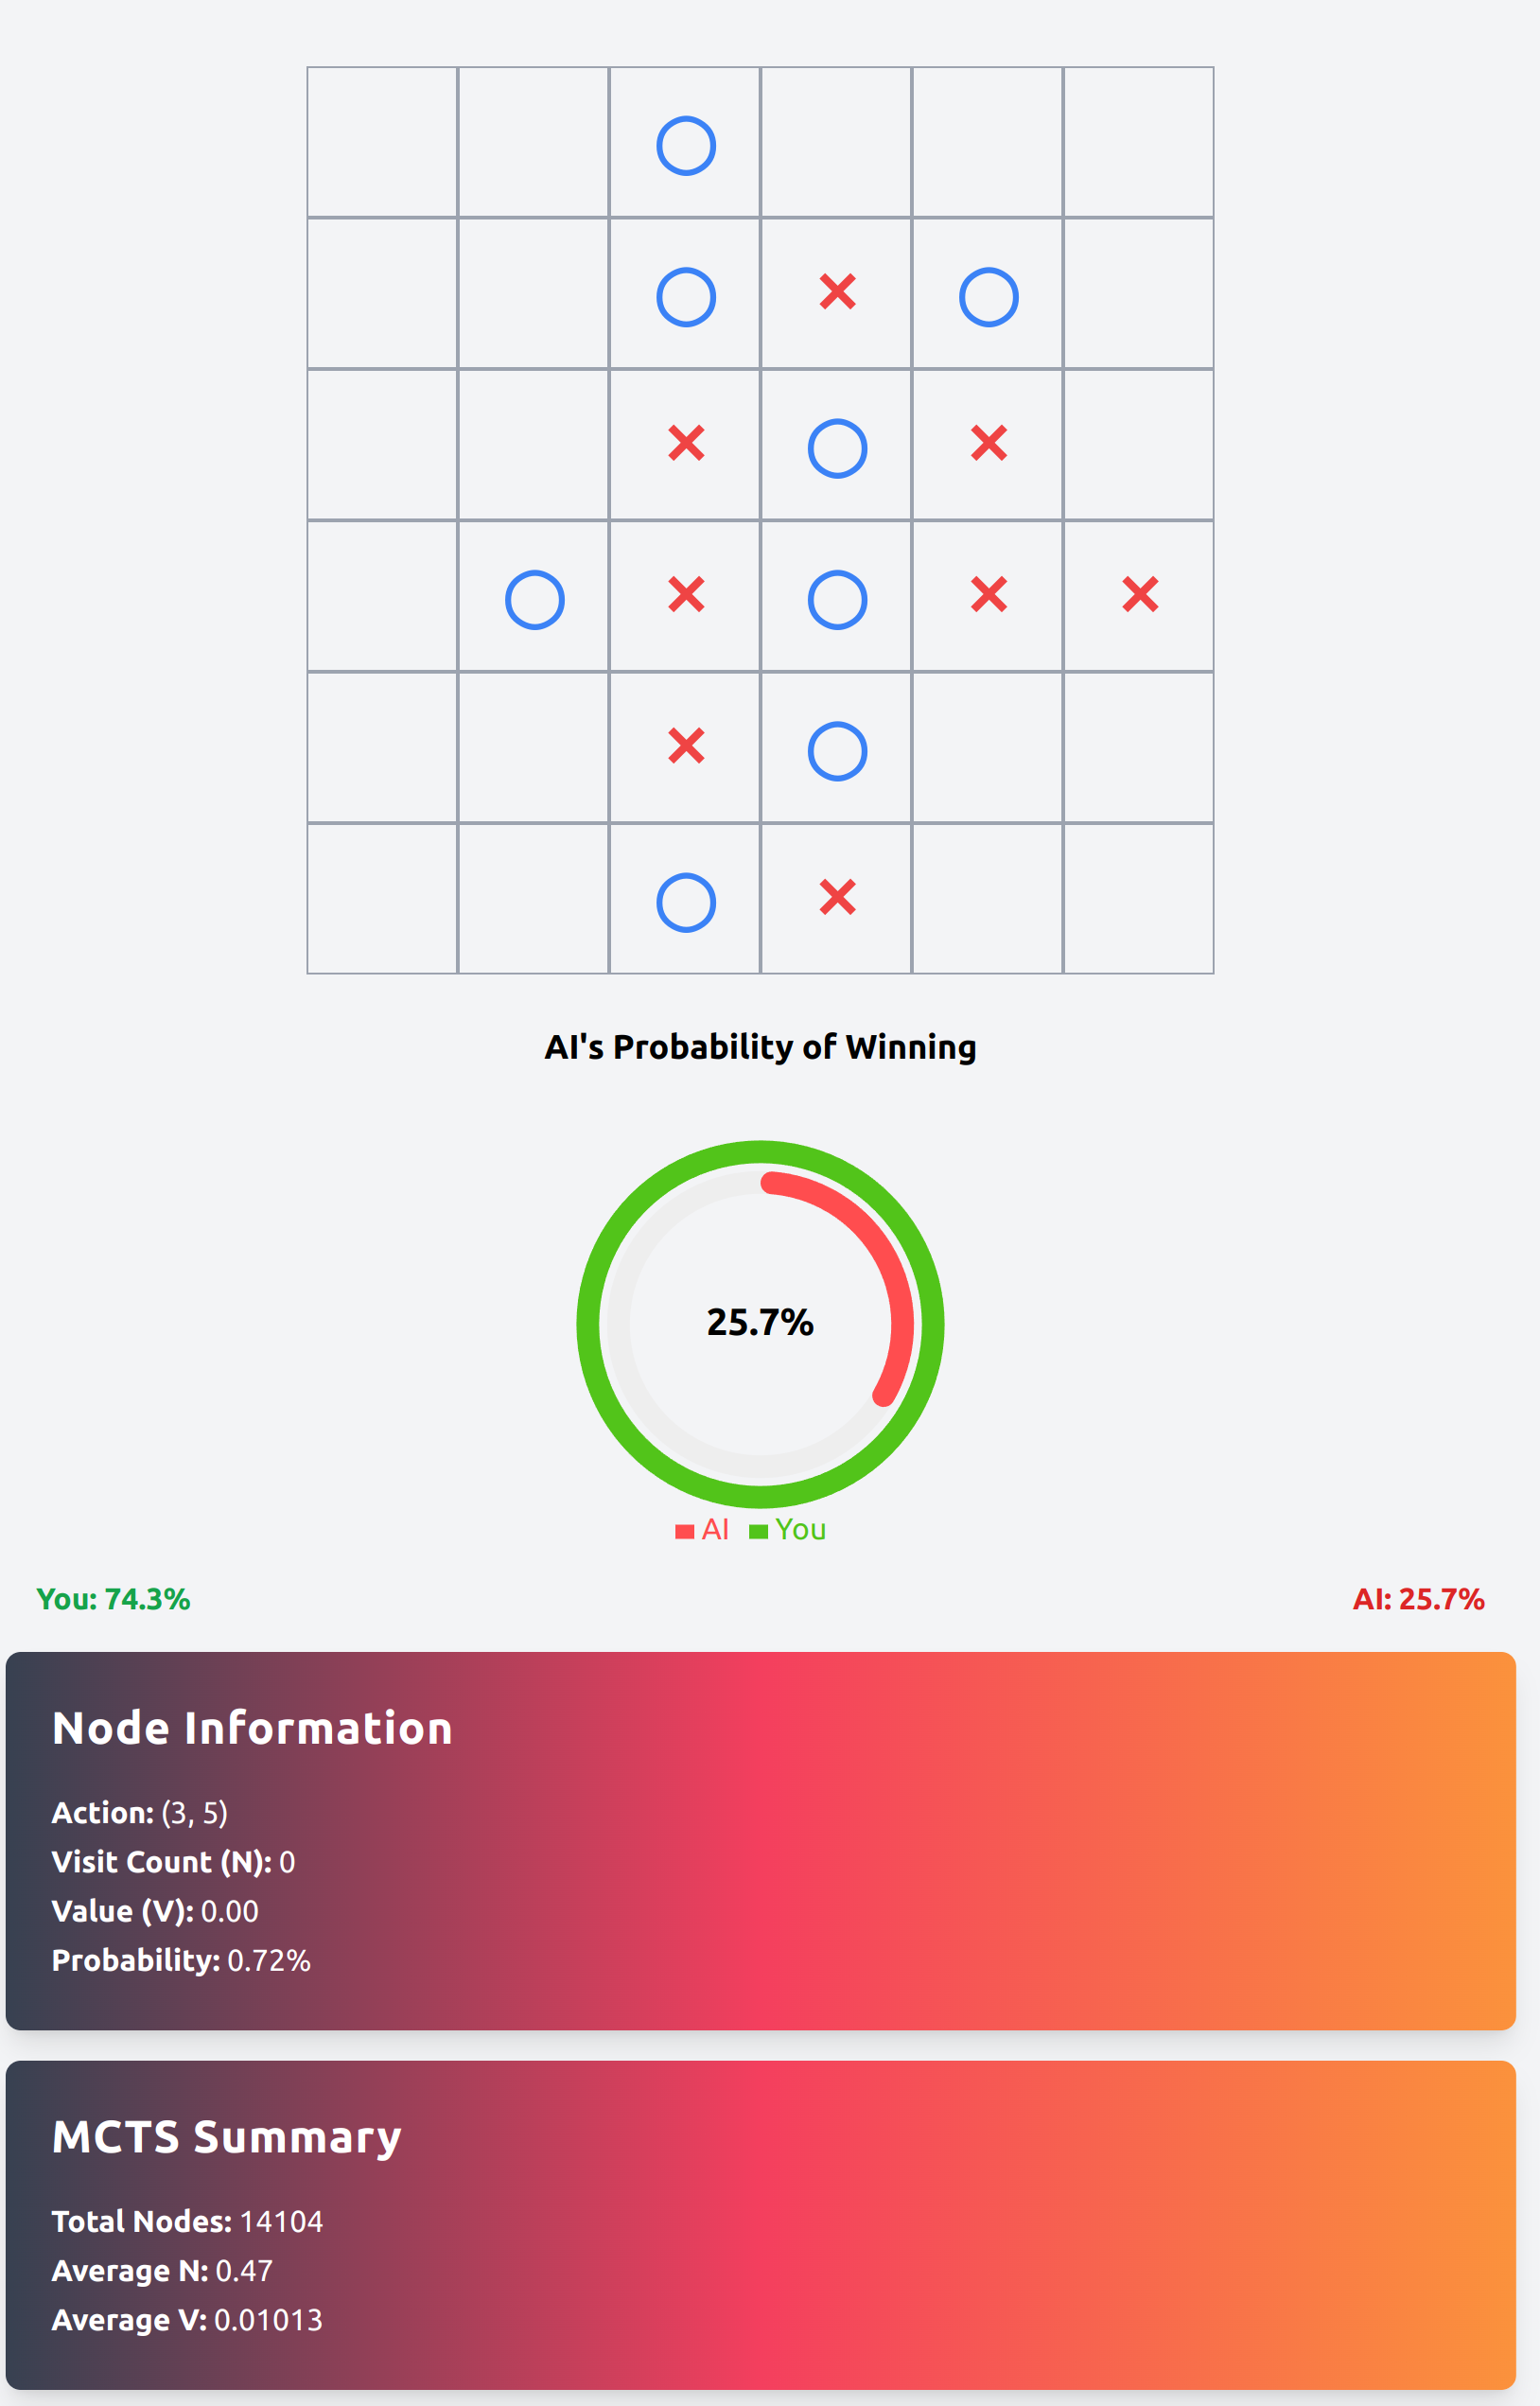 AI's Probability of Winning
25.7%
AI You
You: 74.3% AI: 25.7%
Node Information
Action: (3, 5)
Visit Count (N): 0
Value (V): 0.00
Probability: 0.72%
MCTS Summary
Total Nodes: 14104
Average N: 0.47
Average V: 0.01013